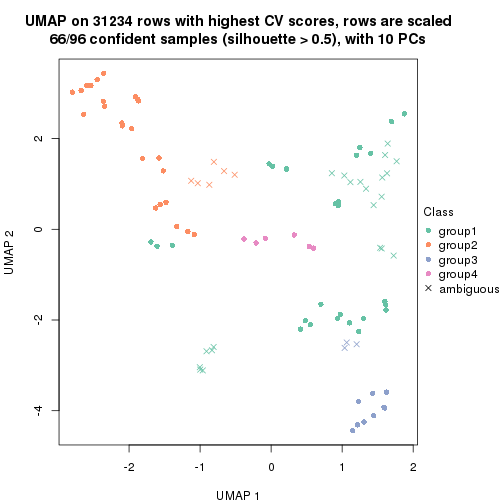 UMAP on 31234 rows with highest CV scores, rows are scaled
66/96 confident samples (silhouette > 0.5), with 10 PCs
UMAP 2
2
0
-2
-4
-2
-1
0
1
2
UMAP 1
Class
group1
group2
group3
group4
ambiguous